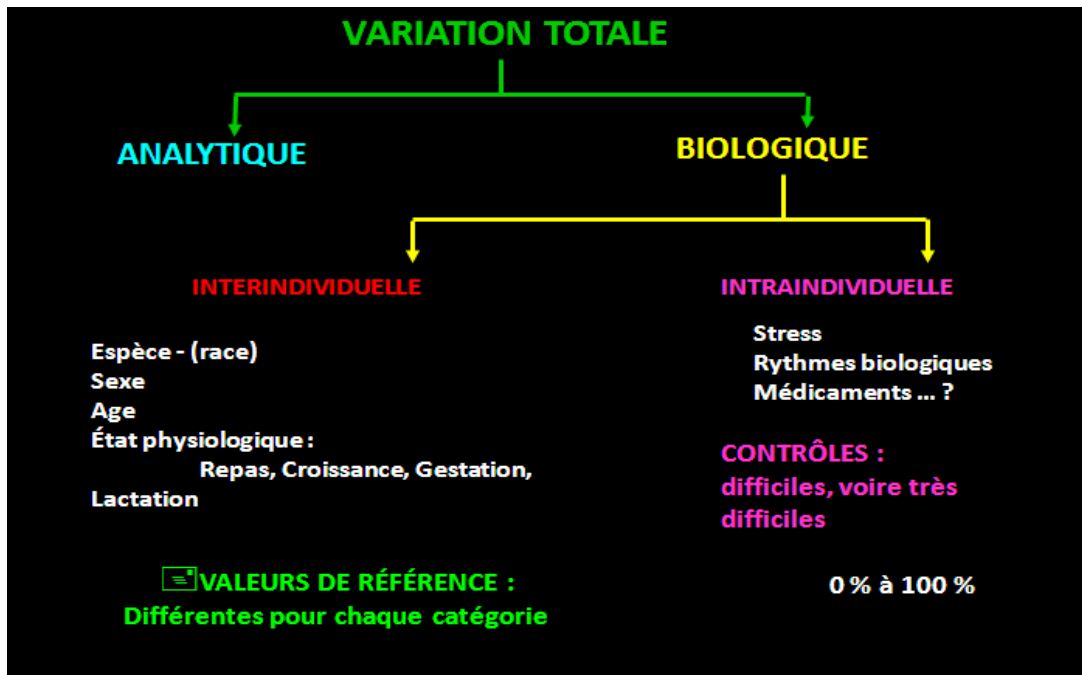 VARIATION TOTALE
ANALYTIQUE
BIOLOGIQUE
INTERINDIVIDUELLE
Espèce - (race)
Sexe
Age
État physiologique :
Repas, Croissance, Gestation,
Lactation
VALEURS DE RÉFÉRENCE :
Différentes pour chaque catégorie
INTRAINDIVIDUELLE
Stress
Rythmes biologiques
Médicaments ... ?
CONTRÔLES :
difficiles, voire très
difficiles
0 % à 100 %